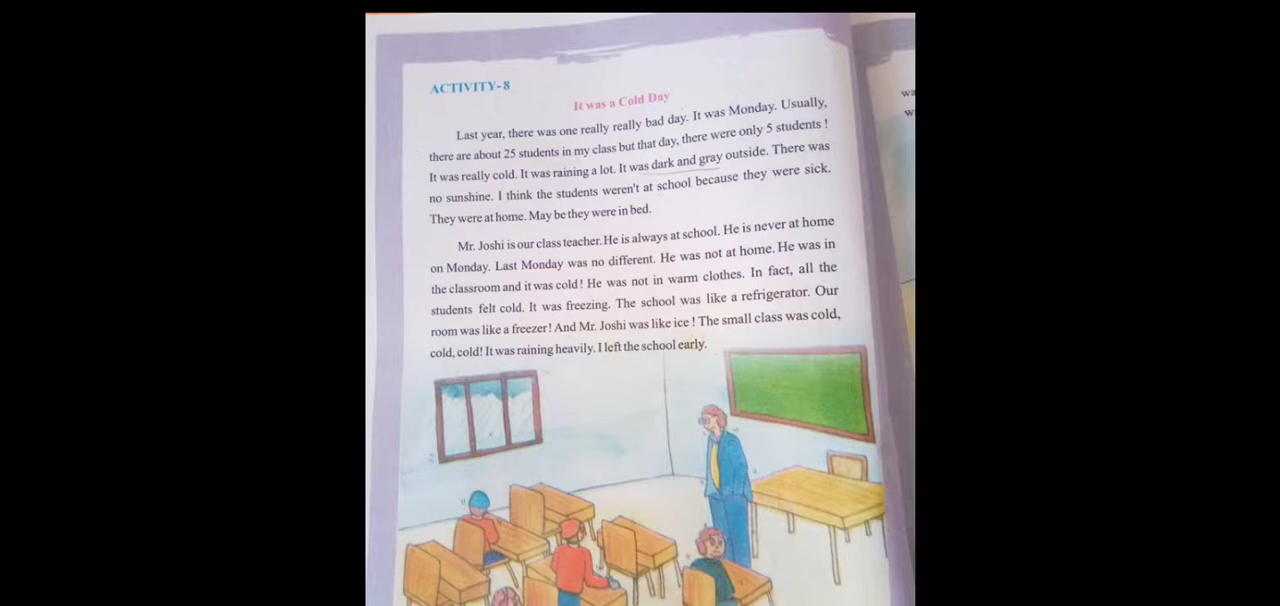 ACTIVITY-8
It was a Cold Day
Last year, there was one really really bad day. It was Monday. Usually,
there are about 25 students in my class but that day, there were only 5 students !
It was really cold. It was raining a lot. It was dark and gray outside. There was
no sunshine. I think the students weren't at school because they were sick.
They were at home. May be they were in bed.
Mr. Joshi is our class teacher. He is always at school. He is never at home
on Monday. Last Monday was no different. He was not at home. He was in
the classroom and it was cold! He was not in warm clothes. In fact, all the
students felt cold. It was freezing. The school was like a refrigerator. Our
room was like a freezer! And Mr. Joshi was like ice ! The small class was cold,
cold, cold! It was raining heavily. I left the school early.